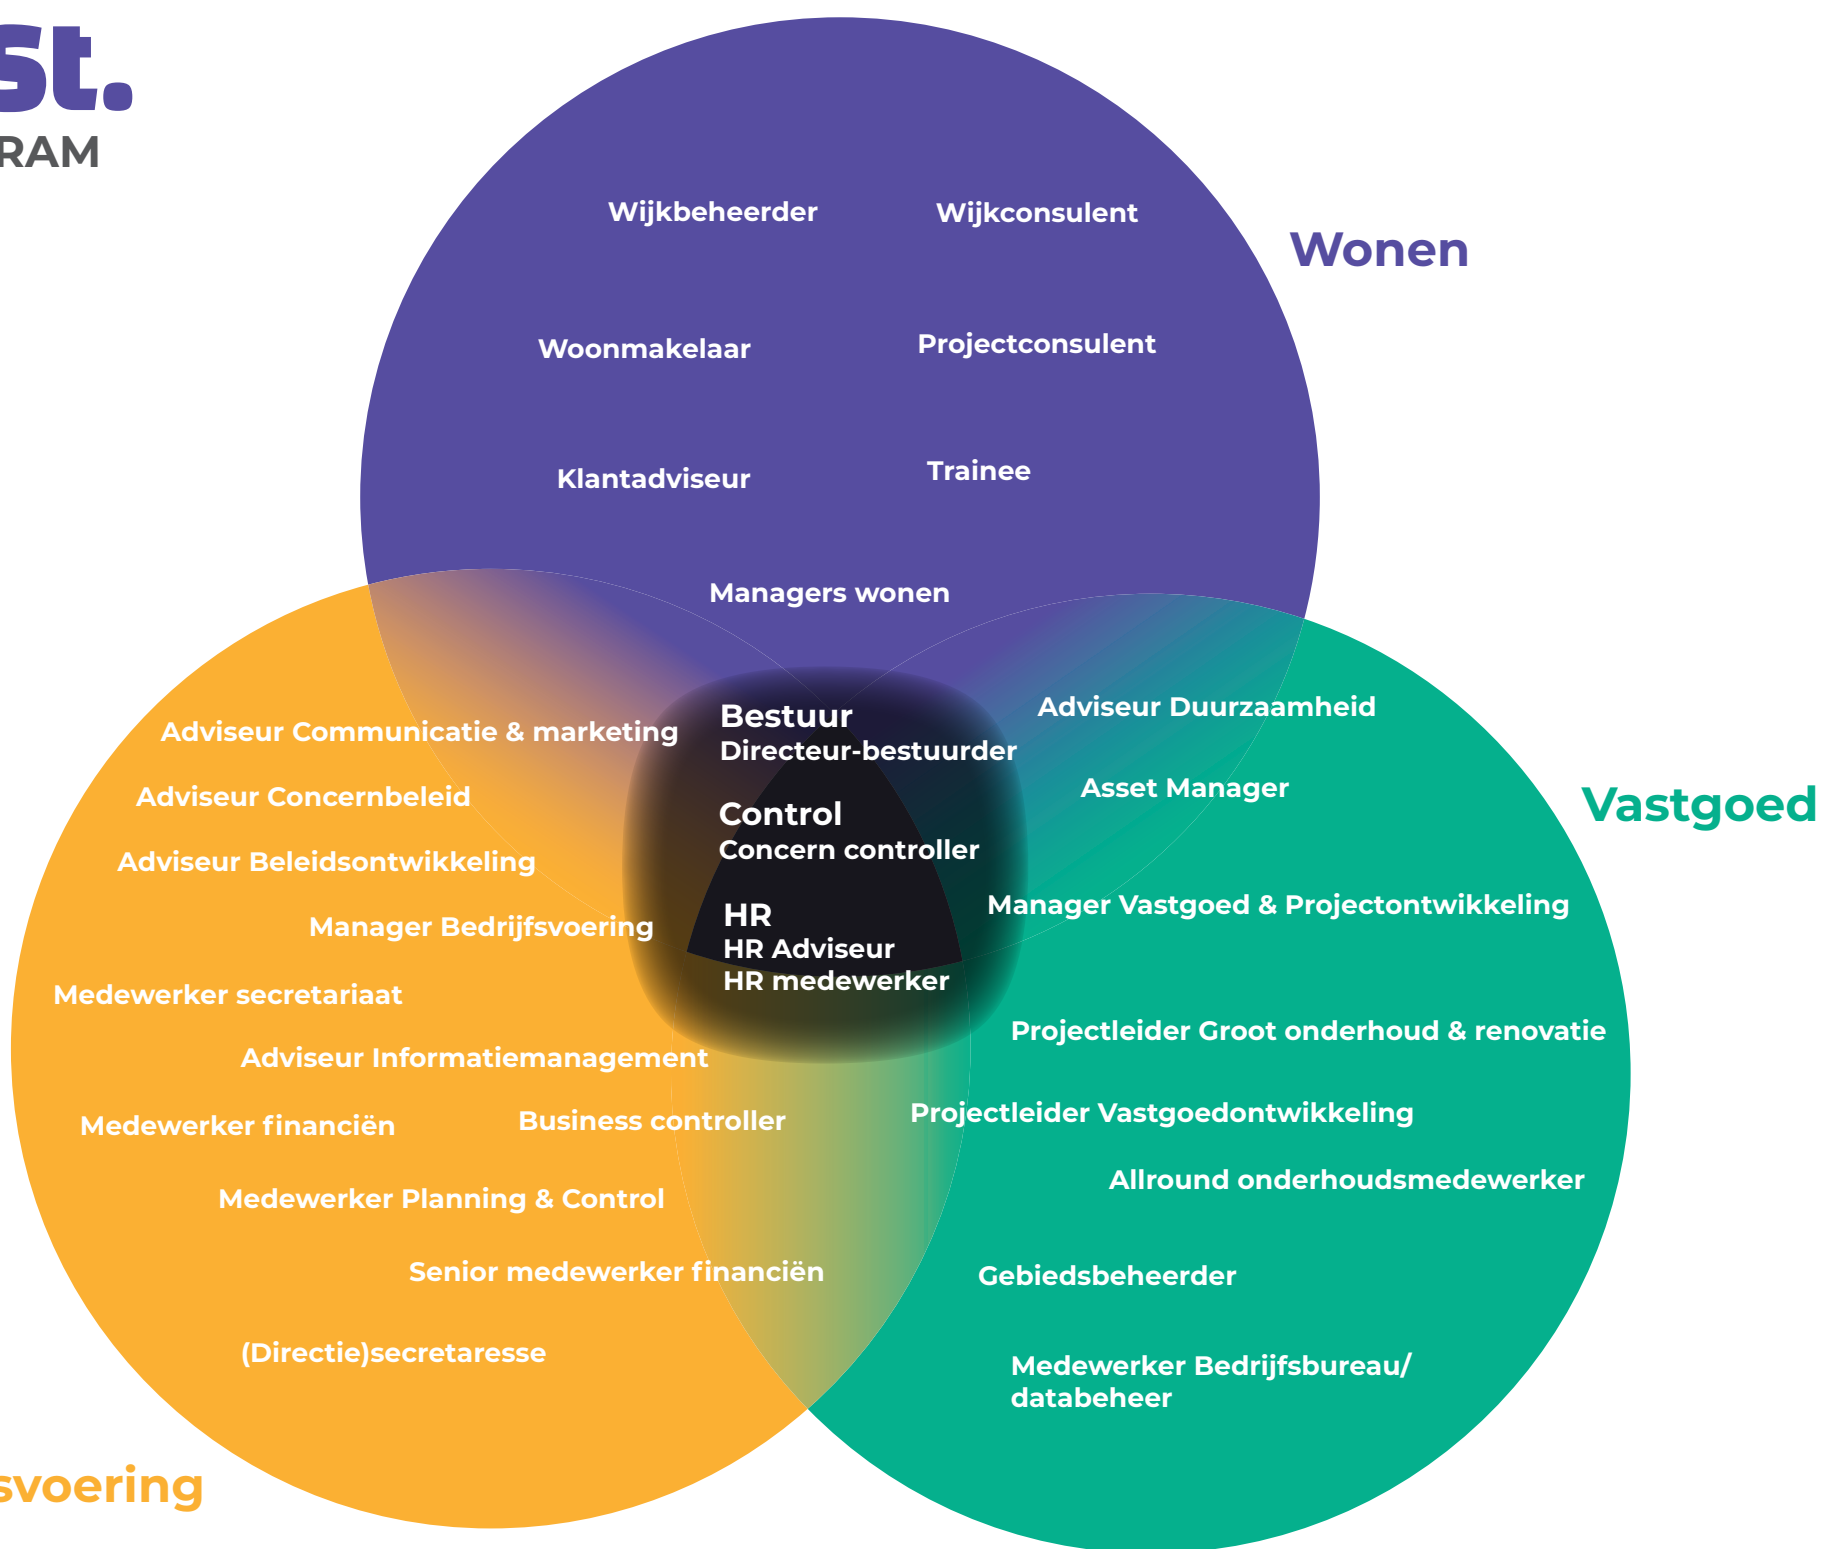 st.
RAM
Wonen
Wijkbeheerder
Wijkconsulent
Woonmakelaar
Projectconsulent
Klantadviseur
Trainee
Managers wonen
Bestuur
Directeur-bestuurder
Control
Concern controller
HR
HR Adviseur
HR medewerker
Adviseur Communicatie & marketing
Adviseur Concernbeleid
Adviseur Beleidsontwikkeling
Manager Bedrijfsvoering
Medewerker secretariaat
Adviseur Informatiemanagement
Medewerker financiën
Business controller
Medewerker Planning & Control
Senior medewerker financiën
(Directie)secretaresse
svoering
Vastgoed
Adviseur Duurzaamheid
Asset Manager
Manager Vastgoed & Projectontwikkeling
Projectleider Groot onderhoud & renovatie
Projectleider Vastgoedontwikkeling
Allround onderhoudsmedewerker
Gebiedsbeheerder
Medewerker Bedrijfsbureau/
databeheer